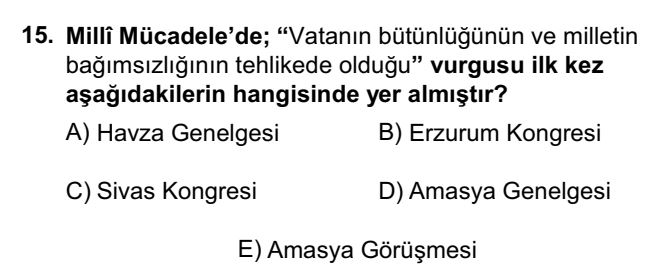 15. Millî Mücadele’de; “Vatanın bütünlüğünün ve milletin
bağımsızlığının tehlikede olduğu” vurgusu ilk kez
aşağıdakilerin hangisinde yer almıştır?
A) Havza Genelgesi B) Erzurum Kongresi
C) Sivas Kongresi D) Amasya Genelgesi
E) Amasya Görüşmesi